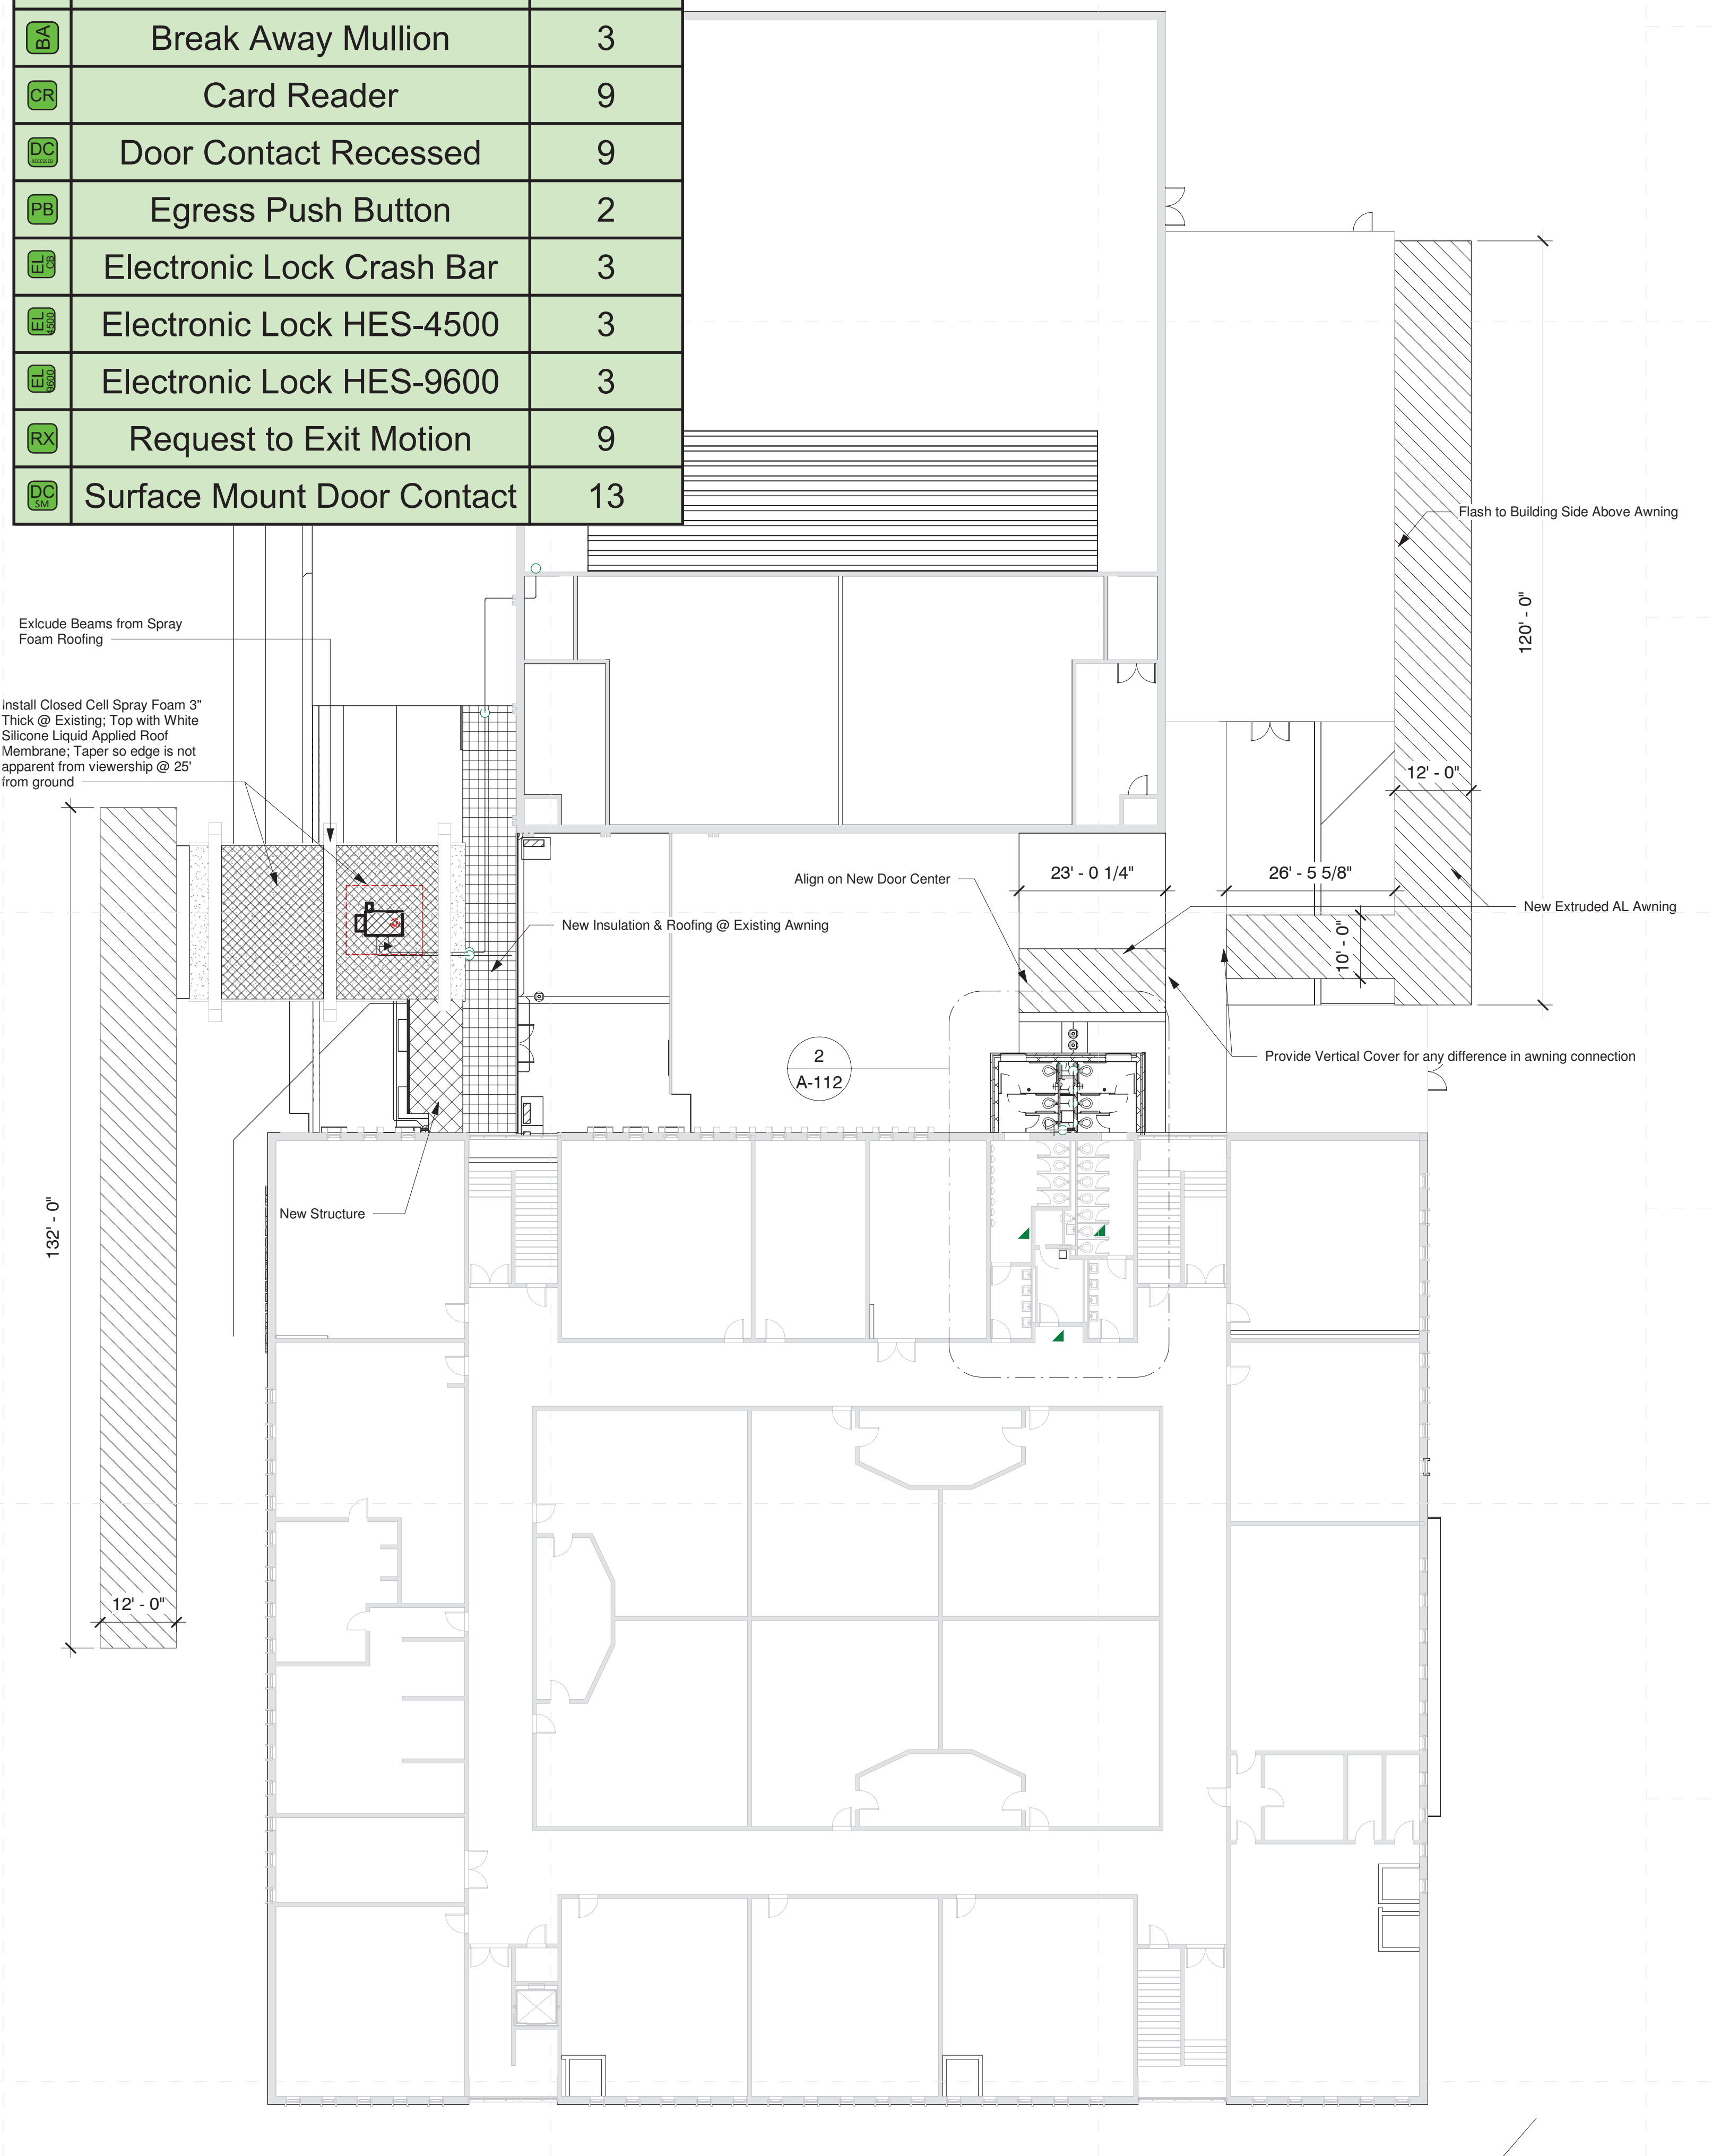 BA Break Away Mullion 3
CR Card Reader 9
DC RECESSED Door Contact Recessed 9
PB Egress Push Button 2
EL CB Electronic Lock Crash Bar 3
EL 4500 Electronic Lock HES-4500 3
EL 9600 Electronic Lock HES-9600 3
RX Request to Exit Motion 9
DC SM Surface Mount Door Contact 13
Flash to Building Side Above Awning
120' - 0"
Exlcude Beams from Spray
Foam Roofing
Install Closed Cell Spray Foam 3"
Thick @ Existing; Top with White
Silicone Liquid Applied Roof
Membrane; Taper so edge is not
apparent from viewership @ 25'
from ground
12' - 0"
Align on New Door Center
23' - 0 1/4"
26' - 5 5/8"
New Extruded AL Awning
New Insulation & Roofing @ Existing Awning
10' - 0"
2
A-112
Provide Vertical Cover for any difference in awning connection
New Structure
132' - 0"
12' - 0"